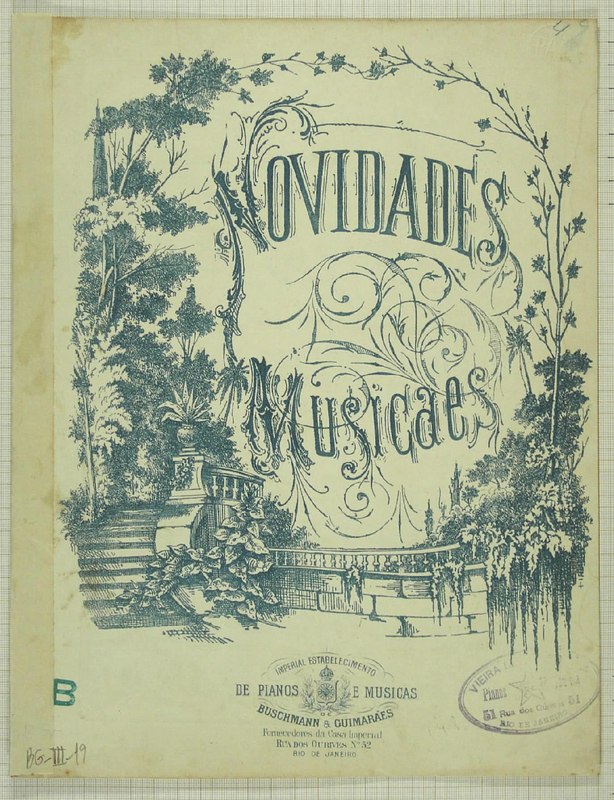 NOVIDADES
MUSICAES
IMPERIAL ESTABELECIMENTO
DE PIANOS E MUSICAS
DE
BUSCHMANN & GUIMARÃES
Fornecedores da Casa Imperial
RUA DOS OURIVES Nº 52
RIO DE JANEIRO
VIEIRA
51 Rua dos Ourives 51
RIO DE JANEIRO
B
BG-III-19